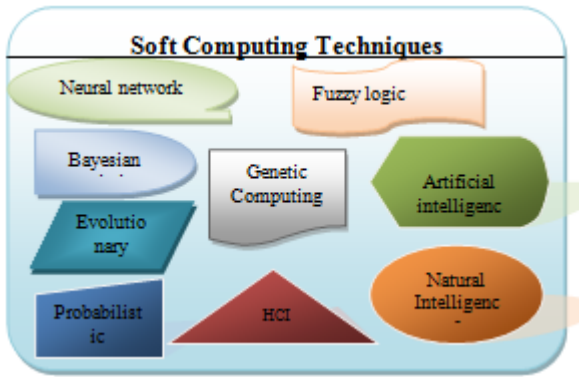 Soft Computing Techniques
Neural network
Fuzzy logic
Bayesian
Genetic
Computing
Artificial
intelligenc
Evolutio
nary
Natural
Intelligenc
Probabilist
ic
HCI